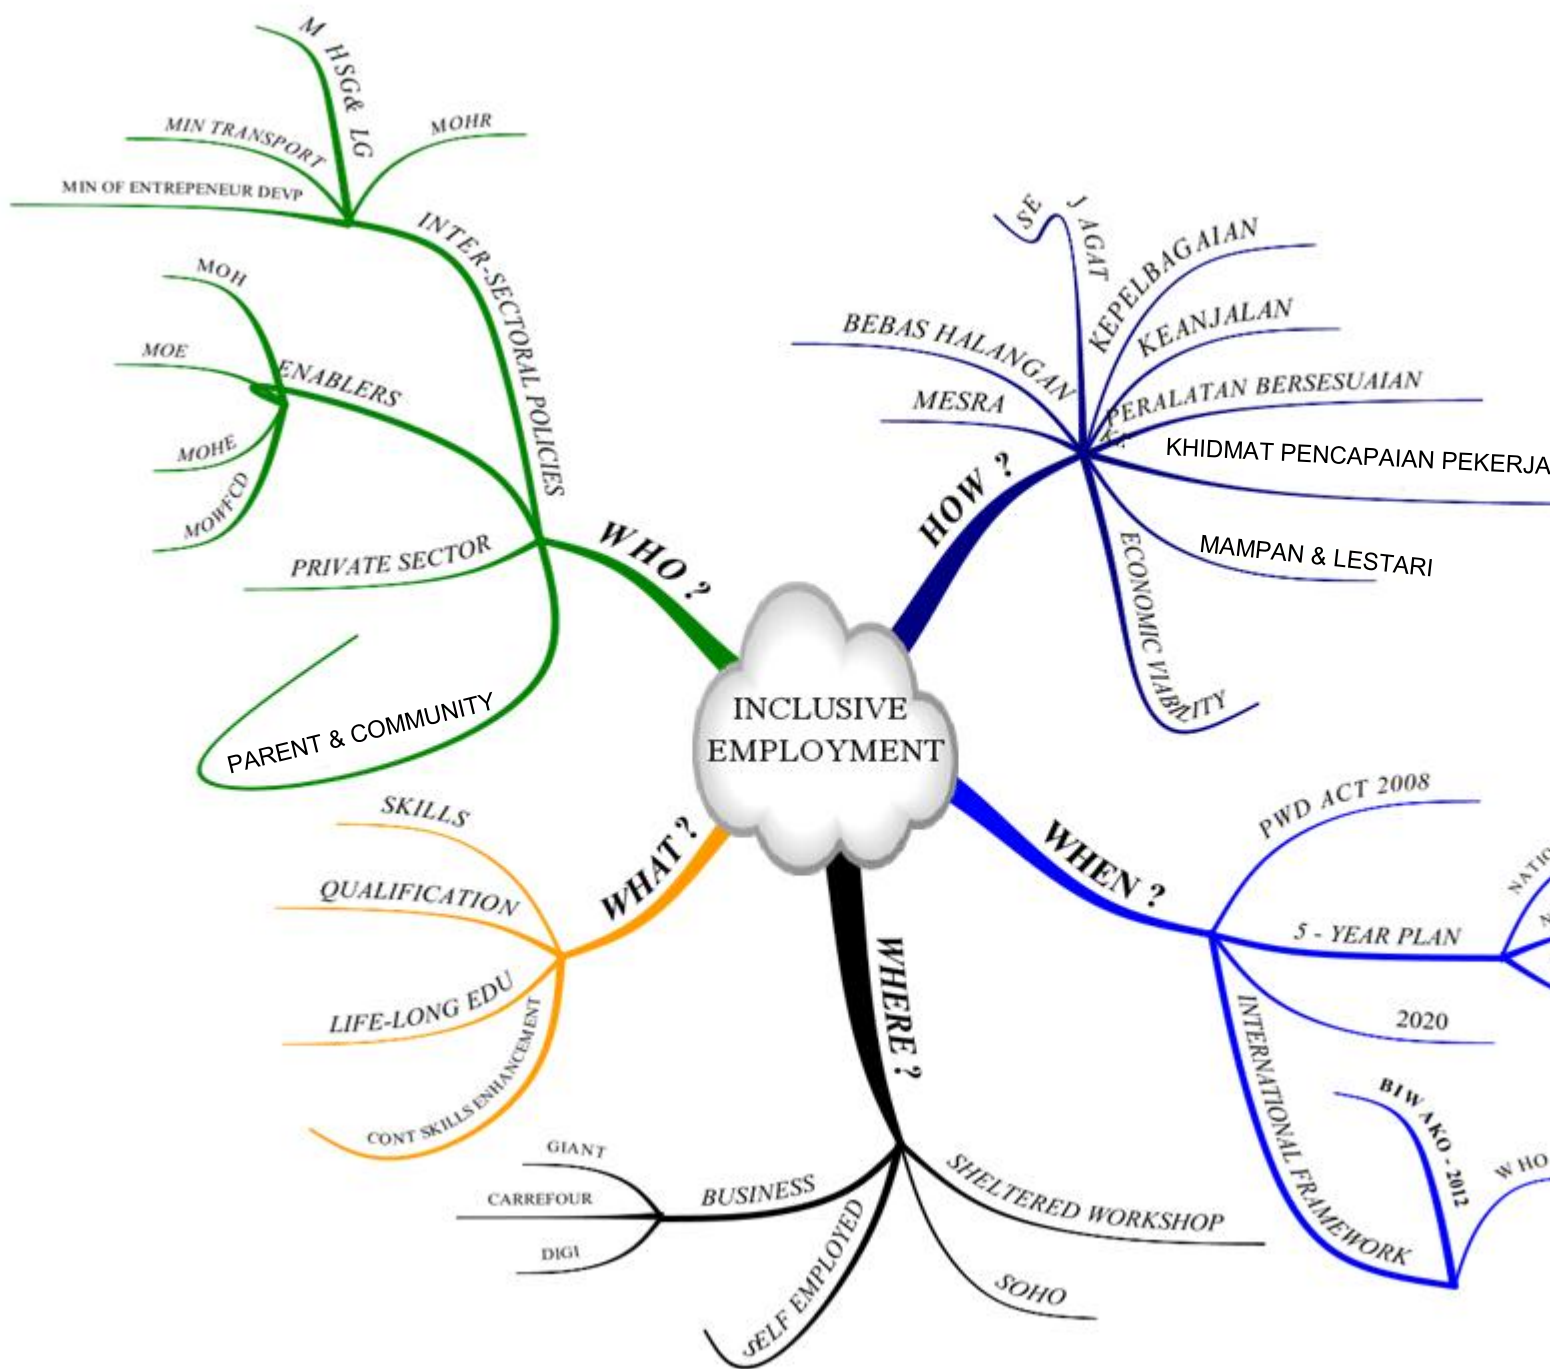 INCLUSIVE
EMPLOYMENT
WHO ?
INTER-SECTORAL POLICIES
M HSG& LG
MIN TRANSPORT
MOHR
MIN OF ENTREPENEUR DEVP
ENABLERS
MOH
MOE
MOHE
MOWFCD
PRIVATE SECTOR
PARENT & COMMUNITY
HOW ?
SE J AGAT
KEPELBAGAIAN
KEANJALAN
BEBAS HALANGAN
MESRA
PERALATAN BERSESUAIAN
KHIDMAT PENCAPAIAN PEKERJA
MAMPAN & LESTARI
ECONOMIC VIABILITY
WHEN ?
PWD ACT 2008
5 - YEAR PLAN
2020
INTERNATIONAL FRAMEWORK
BIWAKO - 2012
WHO
WHERE ?
BUSINESS
GIANT
CARREFOUR
DIGI
SELF EMPLOYED
SOHO
SHELTERED WORKSHOP
WHAT ?
SKILLS
QUALIFICATION
LIFE-LONG EDU
CONT SKILLS ENHANCEMENT